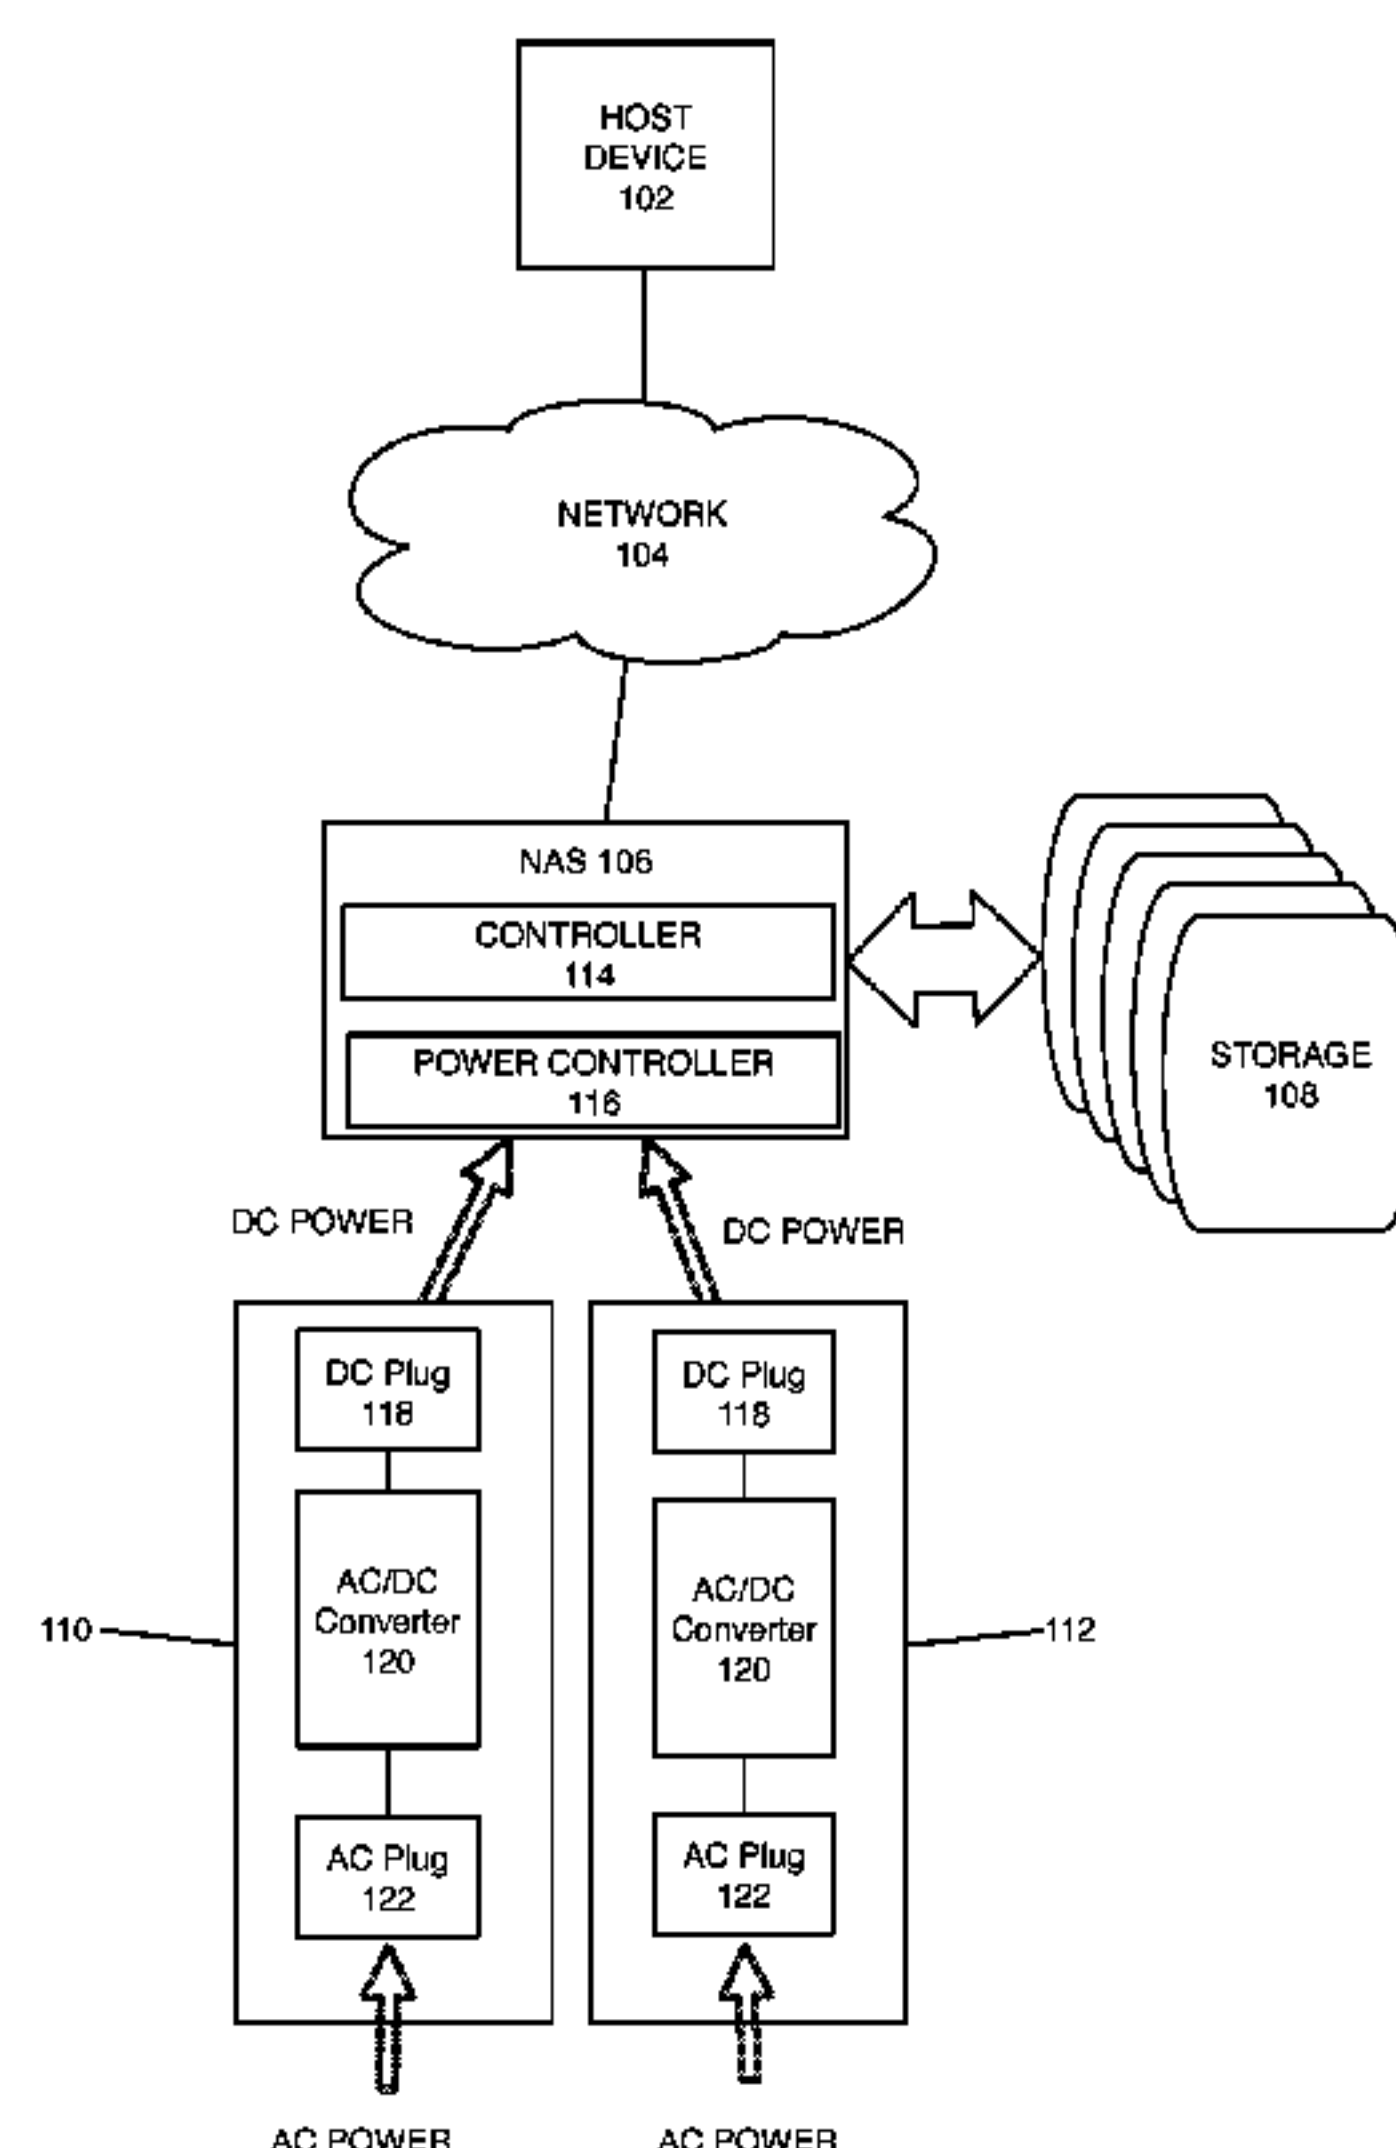 HOST
DEVICE
102
NETWORK
104
NAS 106
CONTROLLER
114
POWER CONTROLLER
116
STORAGE
108
DC POWER
DC POWER
DC Plug
118
DC Plug
118
AC/DC
Converter
120
AC/DC
Converter
120
110
112
AC Plug
122
AC Plug
122
AC POWER
AC POWER